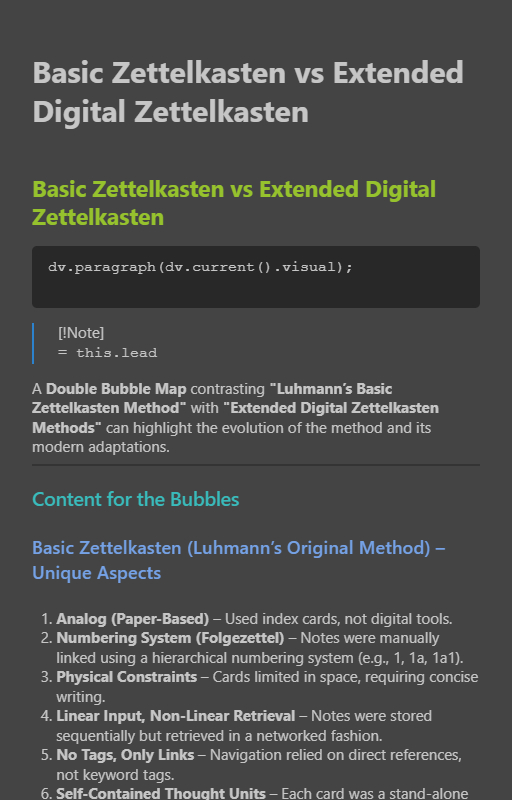 Basic Zettelkasten vs Extended
Digital Zettelkasten
Basic Zettelkasten vs Extended Digital
Zettelkasten
dv.paragraph(dv.current().visual);
[!Note]
= this.lead
A Double Bubble Map contrasting "Luhmann’s Basic
Zettelkasten Method" with "Extended Digital Zettelkasten
Methods" can highlight the evolution of the method and its
modern adaptations.
Content for the Bubbles
Basic Zettelkasten (Luhmann’s Original Method) –
Unique Aspects
1. Analog (Paper-Based) – Used index cards, not digital tools.
2. Numbering System (Folgezettel) – Notes were manually
linked using a hierarchical numbering system (e.g., 1, 1a, 1a1).
3. Physical Constraints – Cards limited in space, requiring concise
writing.
4. Linear Input, Non-Linear Retrieval – Notes were stored
sequentially but retrieved in a networked fashion.
5. No Tags, Only Links – Navigation relied on direct references,
not keyword tags.
6. Self-Contained Thought Units – Each card was a stand-alone